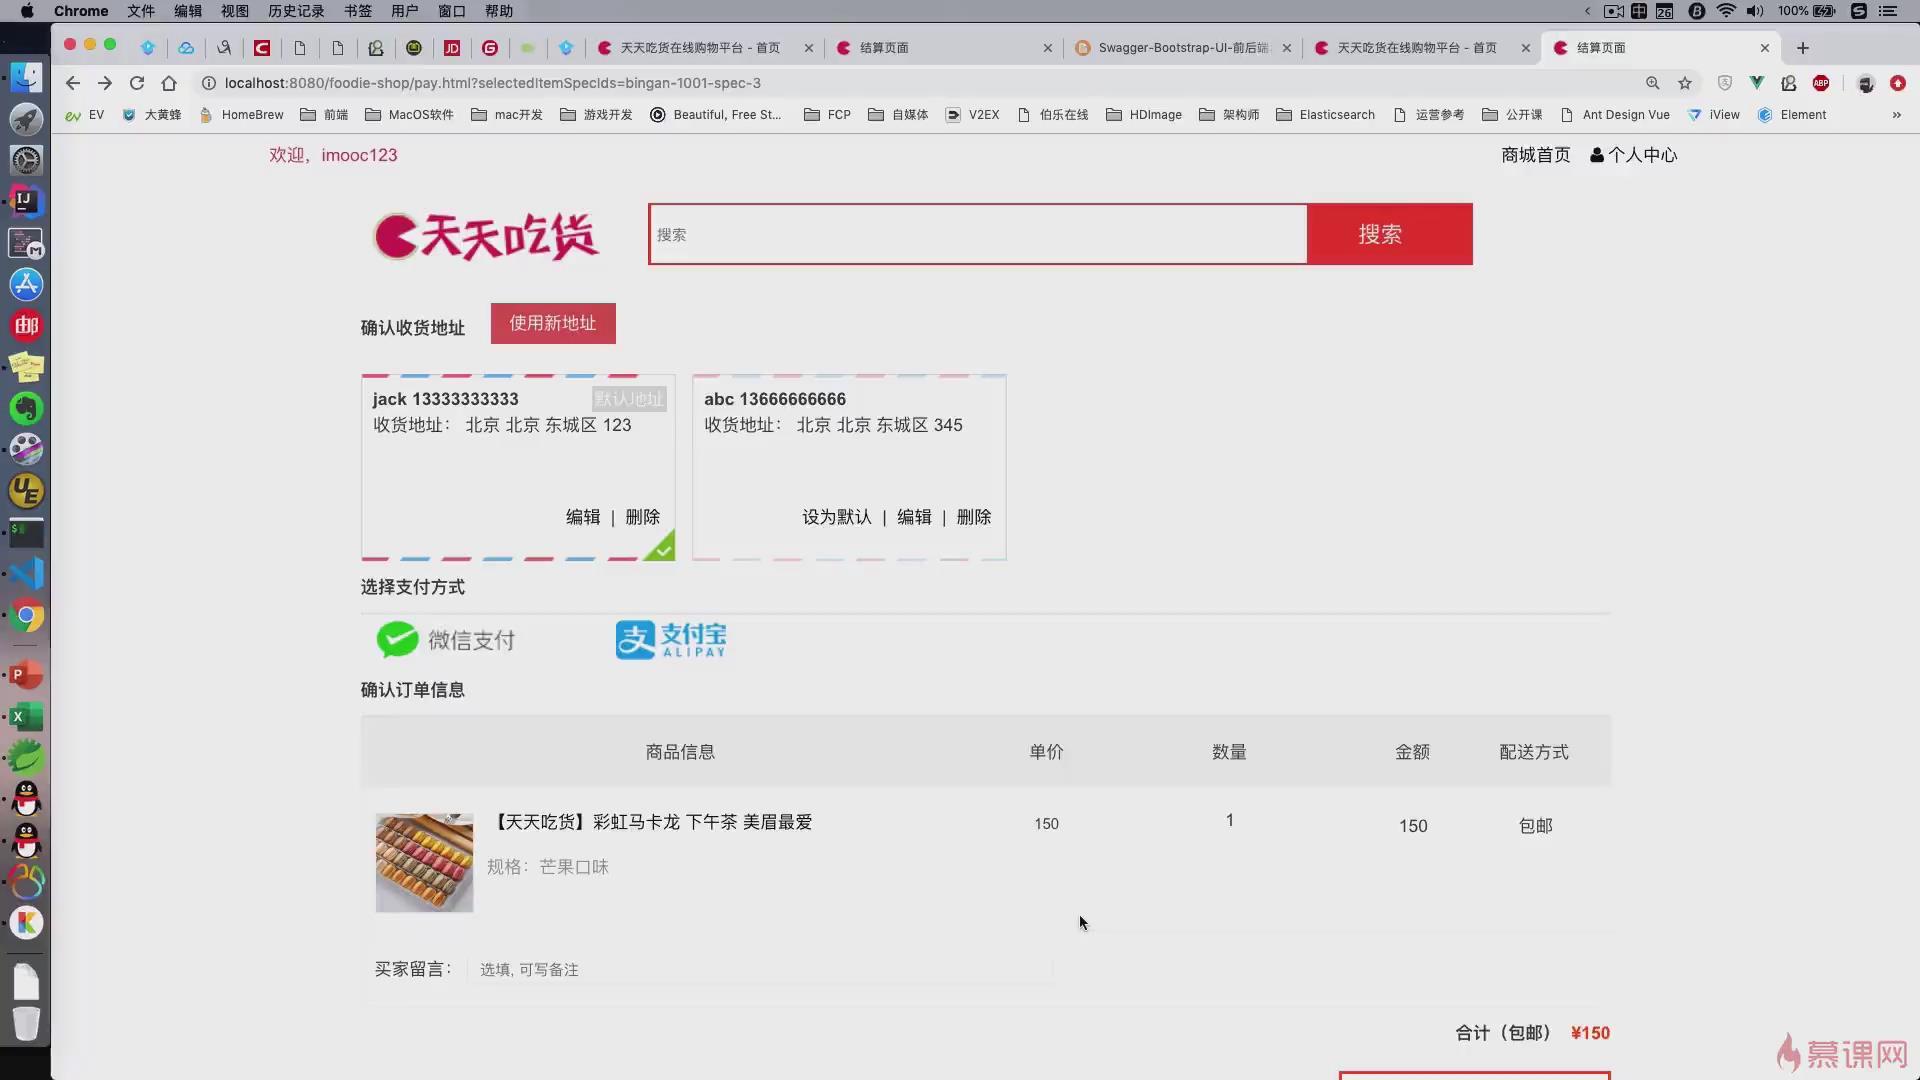 Chrome 文件 编辑 视图 历史记录 书签 用户 窗口 帮助 26 100%
天天吃货在线购物平台 - 首页 结算页面 Swagger-Bootstrap-UI-前后端 天天吃货在线购物平台 - 首页 结算页面
localhost:8080/foodie-shop/pay.html?selectedItemSpecIds=bingan-1001-spec-3 ABP
EV 大黄蜂 HomeBrew 前端 MacOS软件 mac开发 游戏开发 Beautiful, Free St... FCP 自媒体 V2EX 伯乐在线 HDImage 架构师 Elasticsearch 运营参考 公开课 Ant Design Vue iView Element »
欢迎，imooc123 商城首页 个人中心
天天吃货 搜索 搜索
确认收货地址 使用新地址
jack 13333333333 默认地址
收货地址： 北京 北京 东城区 123
编辑 | 删除
abc 13666666666
收货地址： 北京 北京 东城区 345
设为默认 | 编辑 | 删除
选择支付方式
微信支付 支付宝 ALIPAY
确认订单信息
商品信息 单价 数量 金额 配送方式
【天天吃货】彩虹马卡龙 下午茶 美眉最爱 150 1 150 包邮
规格：芒果口味
买家留言： 选填, 可写备注
合计（包邮） ¥150
慕课网